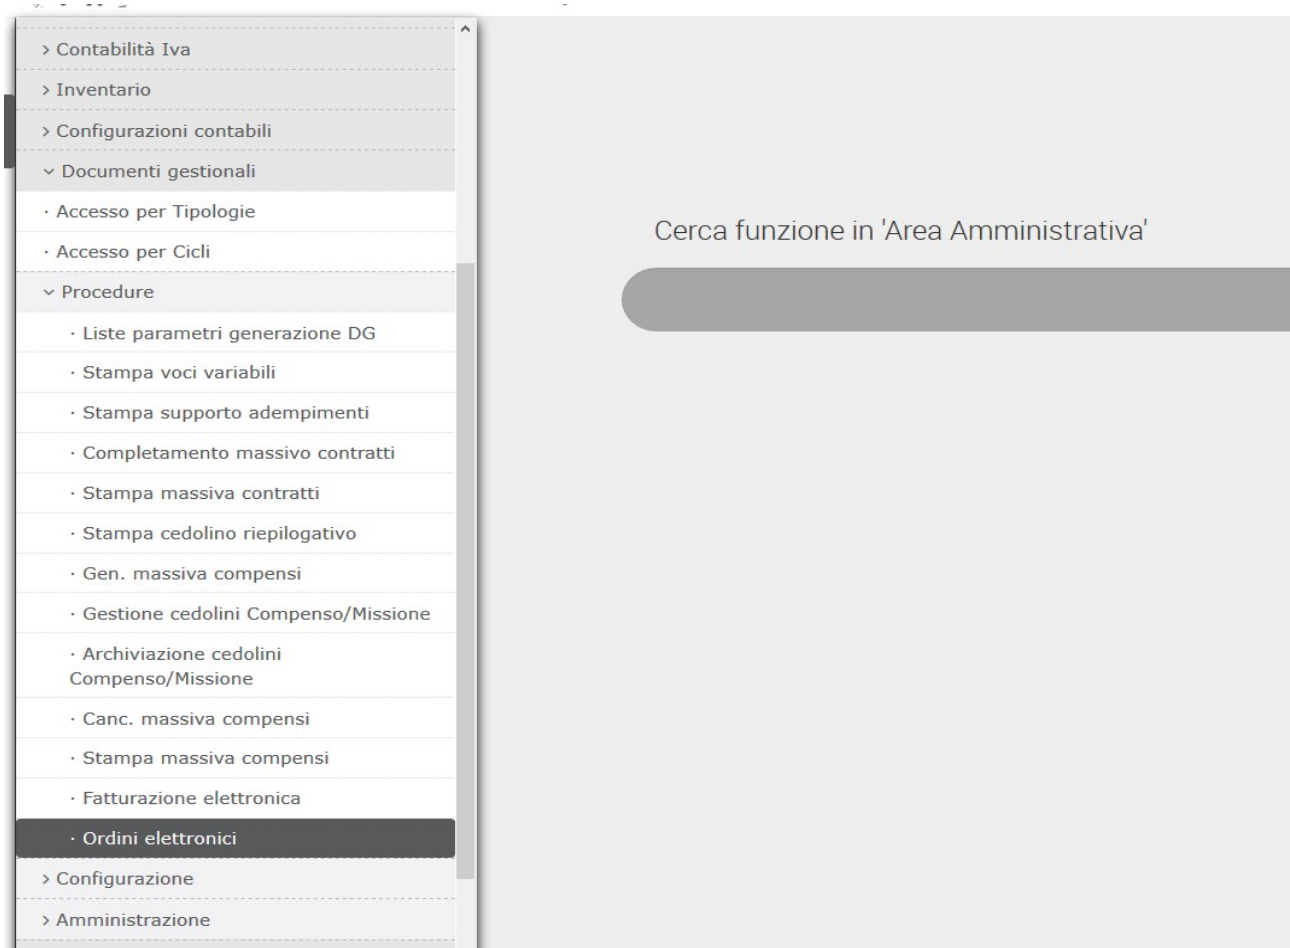 > Contabilità Iva
> Inventario
> Configurazioni contabili
Documenti gestionali
· Accesso per Tipologie
· Accesso per Cicli
Procedure
· Liste parametri generazione DG
· Stampa voci variabili
· Stampa supporto adempimenti
· Completamento massivo contratti
· Stampa massiva contratti
· Stampa cedolino riepilogativo
· Gen. massiva compensi
· Gestione cedolini Compenso/Missione
· Archiviazione cedolini
Compenso/Missione
· Canc. massiva compensi
· Stampa massiva compensi
· Fatturazione elettronica
· Ordini elettronici
> Configurazione
> Amministrazione
Cerca funzione in 'Area Amministrativa'